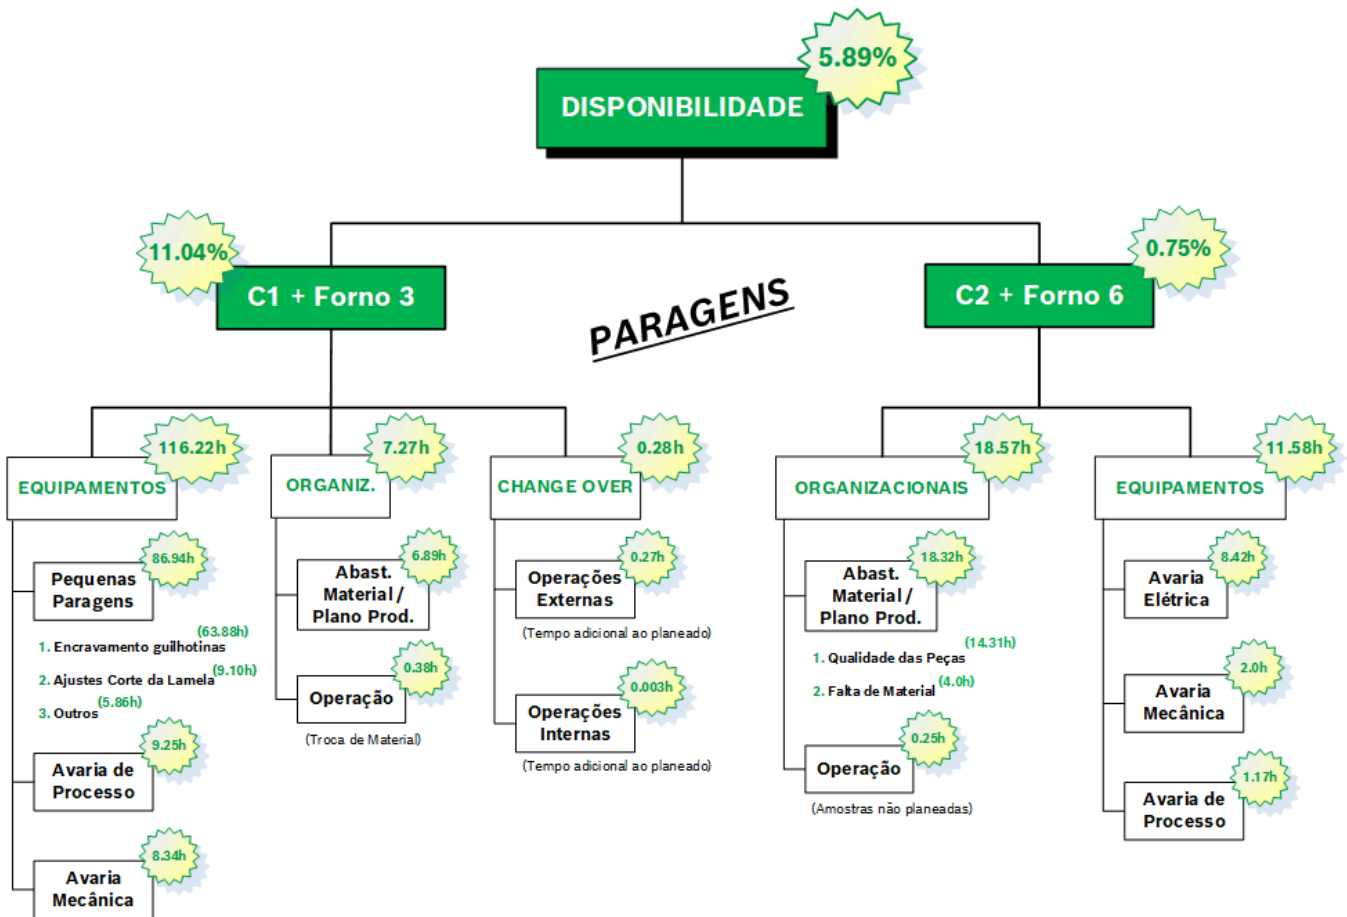 5.89%
DISPONIBILIDADE
11.04%
C1 + Forno 3
PARAGENS
0.75%
C2 + Forno 6
116.22h
EQUIPAMENTOS
7.27h
ORGANIZ.
0.28h
CHANGE OVER
18.57h
ORGANIZACIONAIS
11.58h
EQUIPAMENTOS
86.94h
Pequenas
Paragens
(63.88h)
1. Encravamento guilhotinas
2. Ajustes Corte da Lamela (9.10h)
3. Outros (5.86h)
9.25h
Avaria de
Processo
8.34h
Avaria
Mecânica
6.89h
Abast.
Material /
Plano Prod.
0.38h
Operação
(Troca de Material)
0.27h
Operações
Externas
(Tempo adicional ao planeado)
0.003h
Operações
Internas
(Tempo adicional ao planeado)
18.32h
Abast.
Material /
Plano Prod.
(14.31h)
1. Qualidade das Peças
2. Falta de Material (4.0h)
0.25h
Operação
(Amostras não planeadas)
8.42h
Avaria
Elétrica
2.0h
Avaria
Mecânica
1.17h
Avaria de
Processo